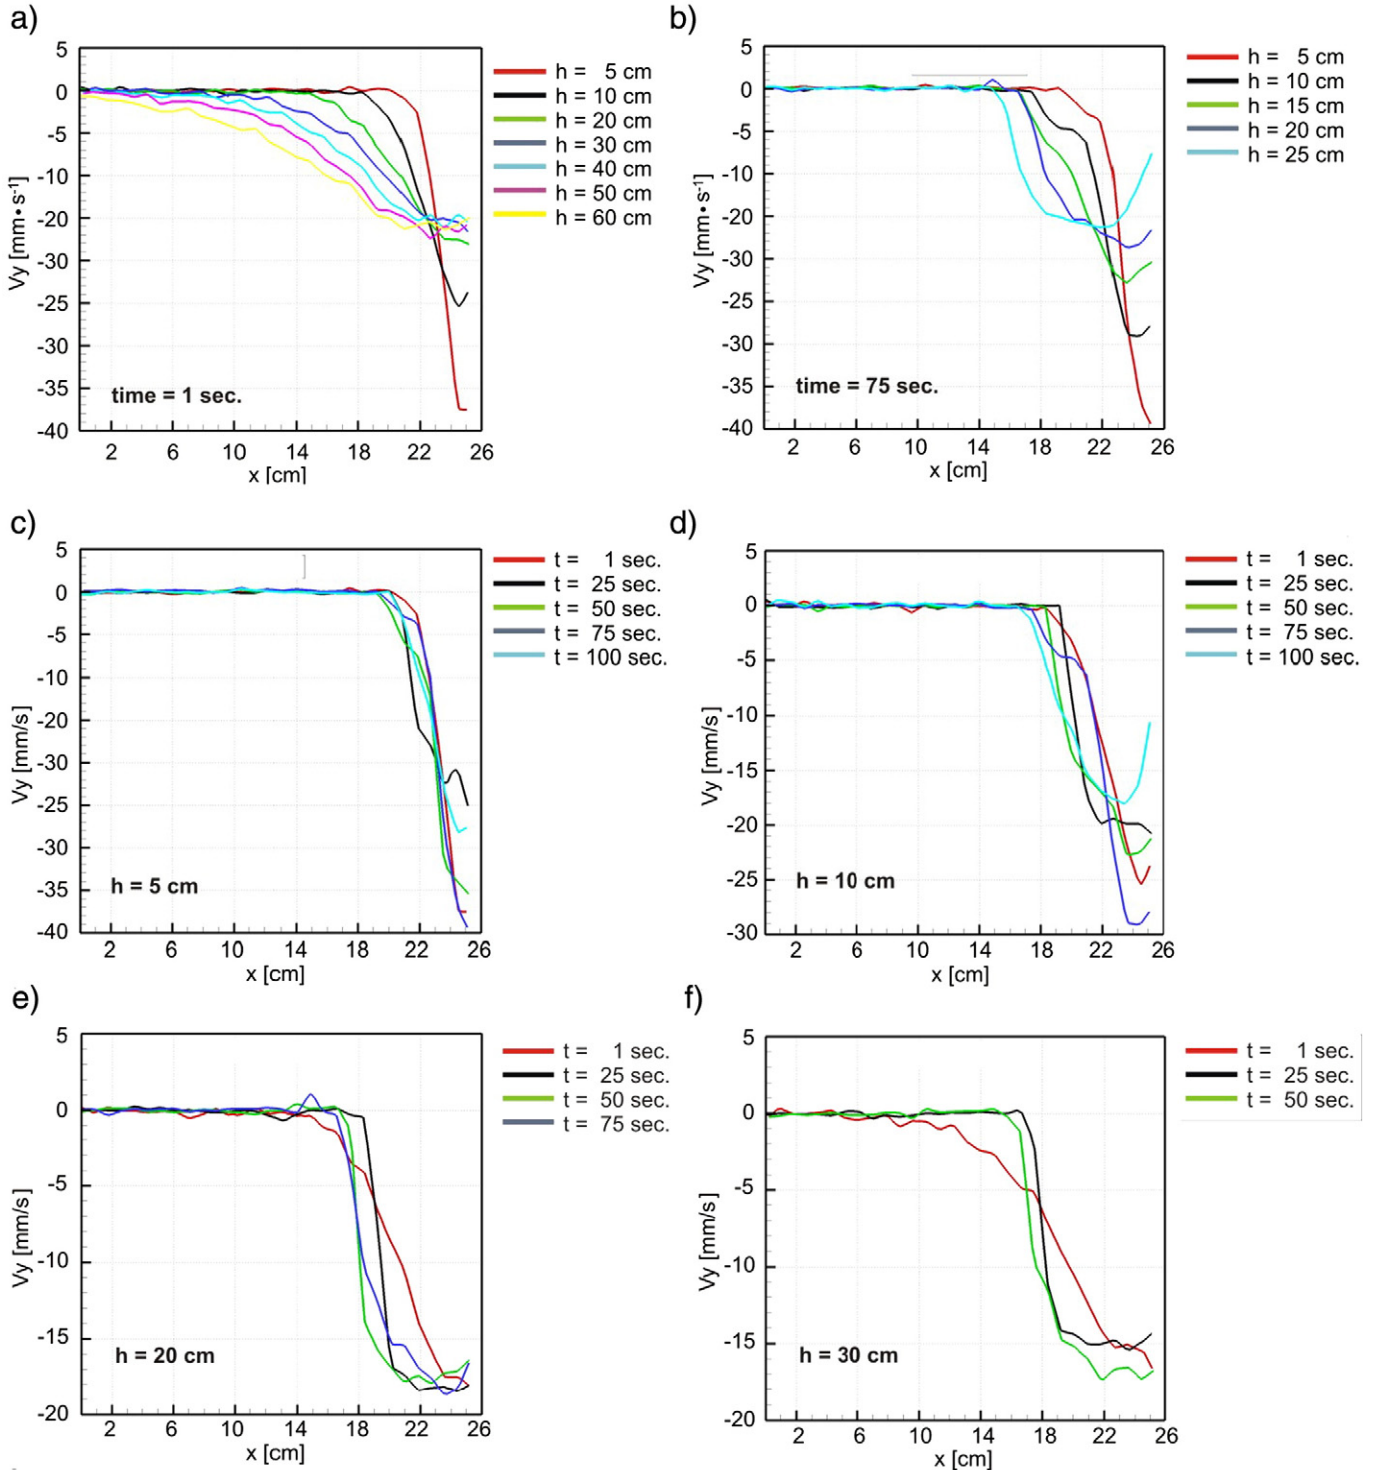 a)
5
0
-5
-10
-15
-20
-25
-30
-35
-40
Vy [mm•s-1]
2 6 10 14 18 22 26
x [cm]
time = 1 sec.
h = 5 cm
h = 10 cm
h = 20 cm
h = 30 cm
h = 40 cm
h = 50 cm
h = 60 cm
b)
5
0
-5
-10
-15
-20
-25
-30
-35
-40
Vy [mm•s-1]
2 6 10 14 18 22 26
x [cm]
time = 75 sec.
h = 5 cm
h = 10 cm
h = 15 cm
h = 20 cm
h = 25 cm
c)
5
0
-5
-10
-15
-20
-25
-30
-35
-40
Vy [mm/s]
2 6 10 14 18 22 26
x [cm]
h = 5 cm
t = 1 sec.
t = 25 sec.
t = 50 sec.
t = 75 sec.
t = 100 sec.
d)
5
0
-5
-10
-15
-20
-25
-30
Vy [mm/s]
2 6 10 14 18 22 26
x [cm]
h = 10 cm
t = 1 sec.
t = 25 sec.
t = 50 sec.
t = 75 sec.
t = 100 sec.
e)
5
0
-5
-10
-15
-20
Vy [mm/s]
2 6 10 14 18 22 26
x [cm]
h = 20 cm
t = 1 sec.
t = 25 sec.
t = 50 sec.
t = 75 sec.
f)
5
0
-5
-10
-15
-20
Vy [mm/s]
2 6 10 14 18 22 26
x [cm]
h = 30 cm
t = 1 sec.
t = 25 sec.
t = 50 sec.